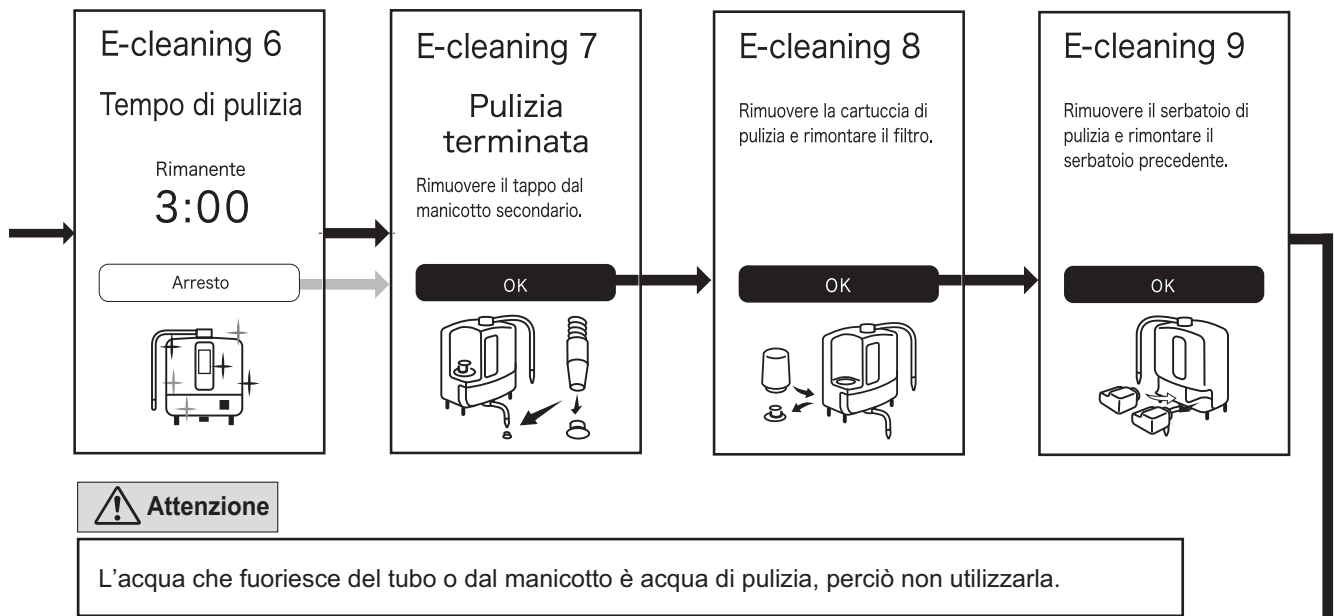 E-cleaning 6
Tempo di pulizia
Rimanente
3:00
Arresto
E-cleaning 7
Pulizia
terminata
Rimuovere il tappo dal
manicotto secondario.
OK
E-cleaning 8
Rimuovere la cartuccia di
pulizia e rimontare il filtro.
OK
E-cleaning 9
Rimuovere il serbatoio di
pulizia e rimontare il
serbatoio precedente.
OK
Attenzione
L'acqua che fuoriesce del tubo o dal manicotto è acqua di pulizia, perciò non utilizzarla.